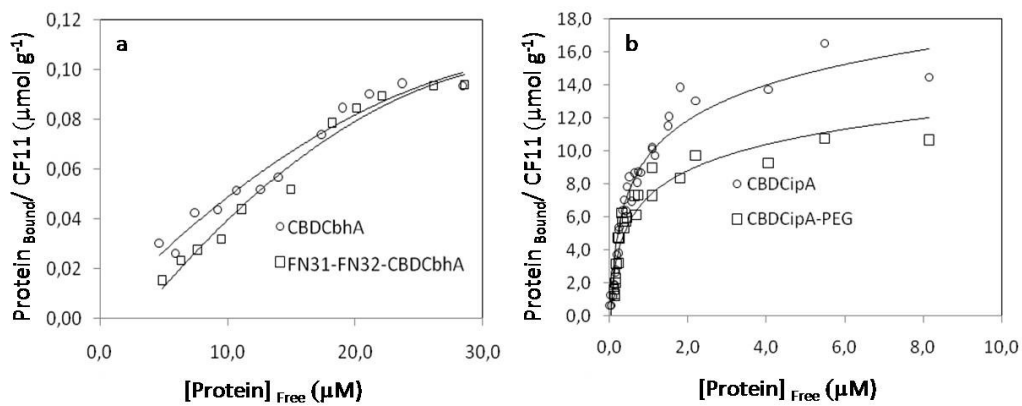 a
Protein Bound/ CF11 (µmol g-1)
0,12
0,10
0,08
0,06
0,04
0,02
0,00
CBDCbhA
FN31-FN32-CBDCbhA
0,0 10,0 20,0 30,0
[Protein] Free (µM)
b
Protein Bound/ CF11 (µmol g-1)
18,0
16,0
14,0
12,0
10,0
8,0
6,0
4,0
2,0
0,0
CBDCipA
CBDCipA-PEG
0,0 2,0 4,0 6,0 8,0 10,0
[Protein] Free (µM)